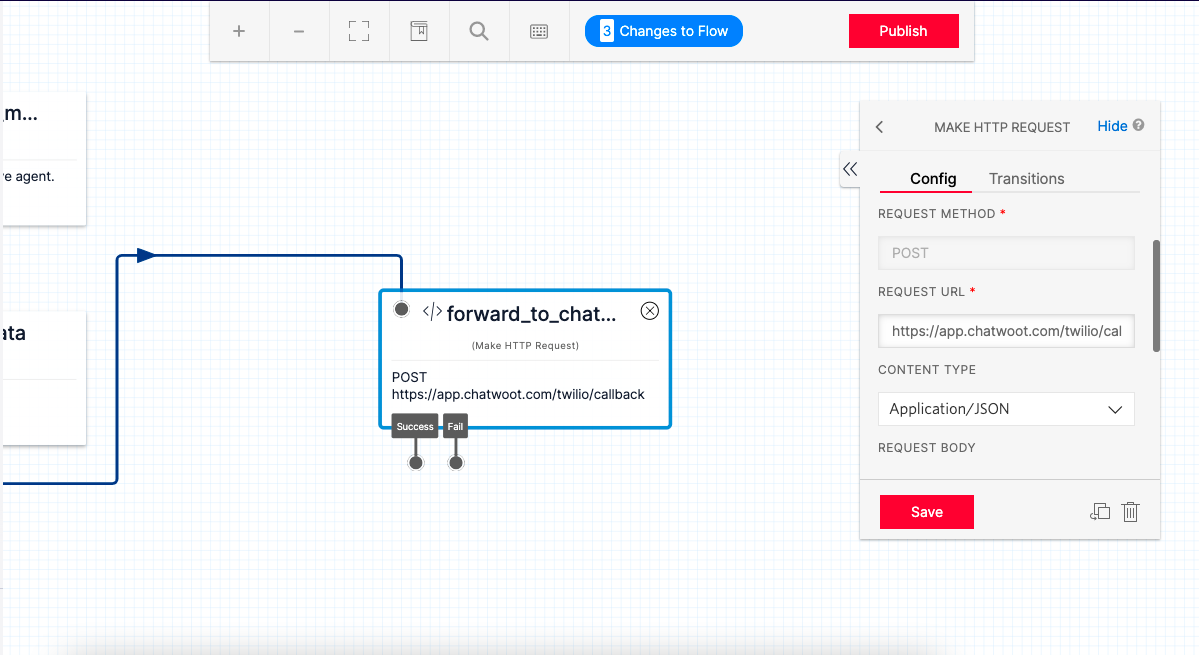 3 Changes to Flow
Publish
_m...
e agent.
ata
</> forward_to_chat...
(Make HTTP Request)
POST
https://app.chatwoot.com/twilio/callback
Success Fail
MAKE HTTP REQUEST Hide ?
Config Transitions
REQUEST METHOD *
POST
REQUEST URL *
https://app.chatwoot.com/twilio/cal
CONTENT TYPE
Application/JSON
REQUEST BODY
Save